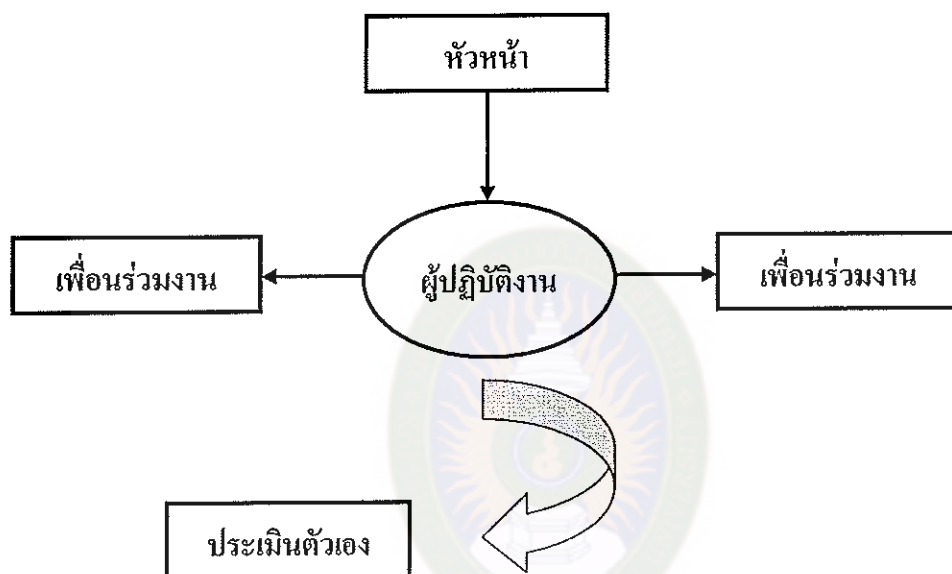 หัวหน้า
เพื่อนร่วมงาน
ผู้ปฏิบัติงาน
เพื่อนร่วมงาน
ประเมินตัวเอง